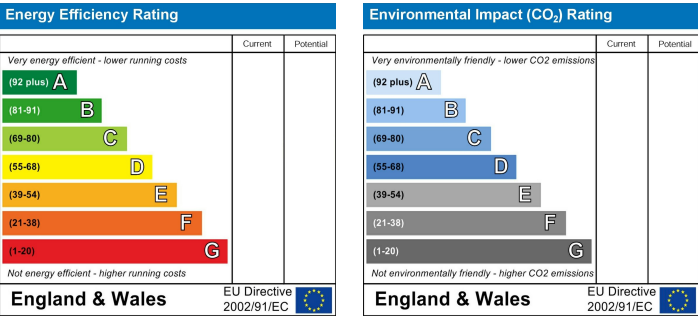 Energy Efficiency Rating
Current Potential
Very energy efficient - lower running costs
(92 plus) A
(81-91) B
(69-80) C
(55-68) D
(39-54) E
(21-38) F
(1-20) G
Not energy efficient - higher running costs
England & Wales
EU Directive
2002/91/EC
Environmental Impact (CO₂) Rating
Current Potential
Very environmentally friendly - lower CO2 emissions
(92 plus) A
(81-91) B
(69-80) C
(55-68) D
(39-54) E
(21-38) F
(1-20) G
Not environmentally friendly - higher CO2 emissions
England & Wales
EU Directive
2002/91/EC